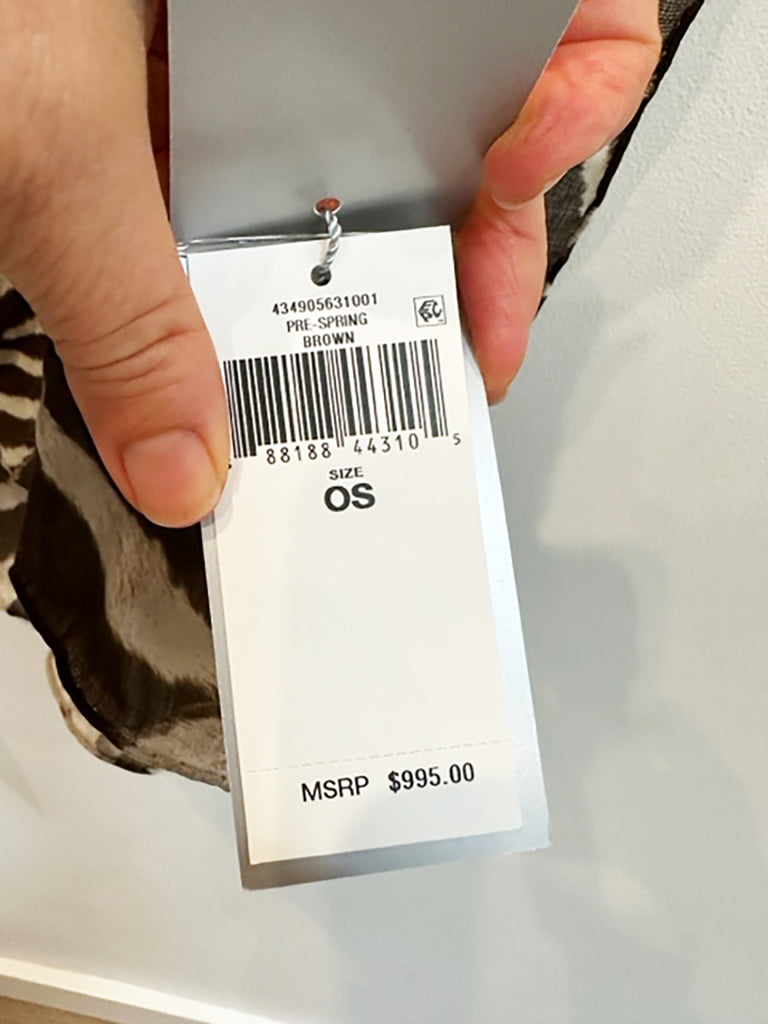 434905631001
PRE-SPRING
BROWN
88188 44310 5
SIZE
OS
MSRP $995.00